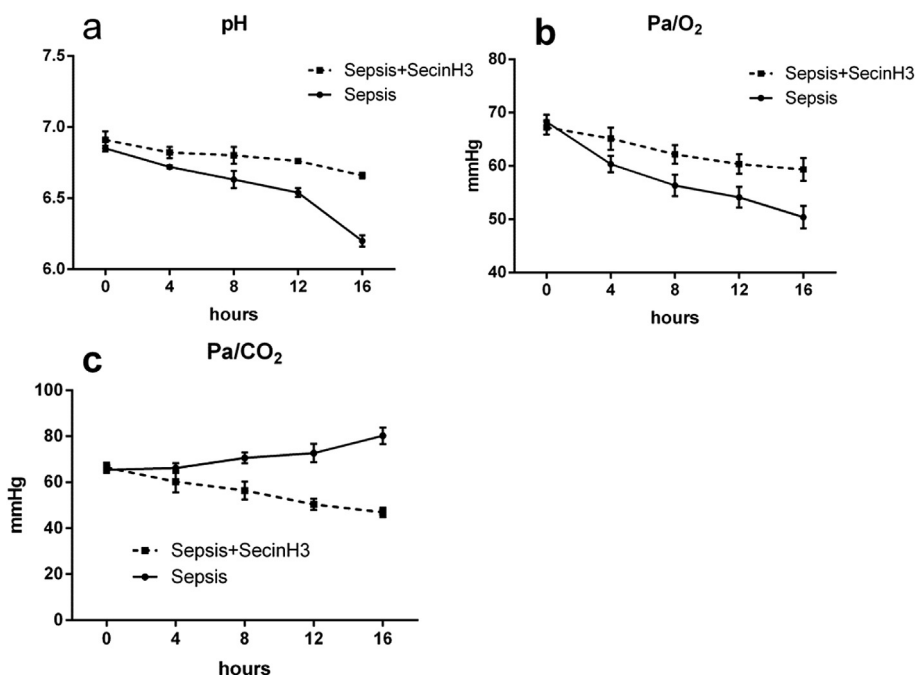 a
pH
7.5
7.0
6.5
6.0
0 4 8 12 16
hours
Sepsis+SecinH3
Sepsis
b
Pa/O₂
mmHg
80
70
60
50
40
0 4 8 12 16
hours
Sepsis+SecinH3
Sepsis
c
Pa/CO₂
mmHg
100
80
60
40
20
0
0 4 8 12 16
hours
Sepsis+SecinH3
Sepsis